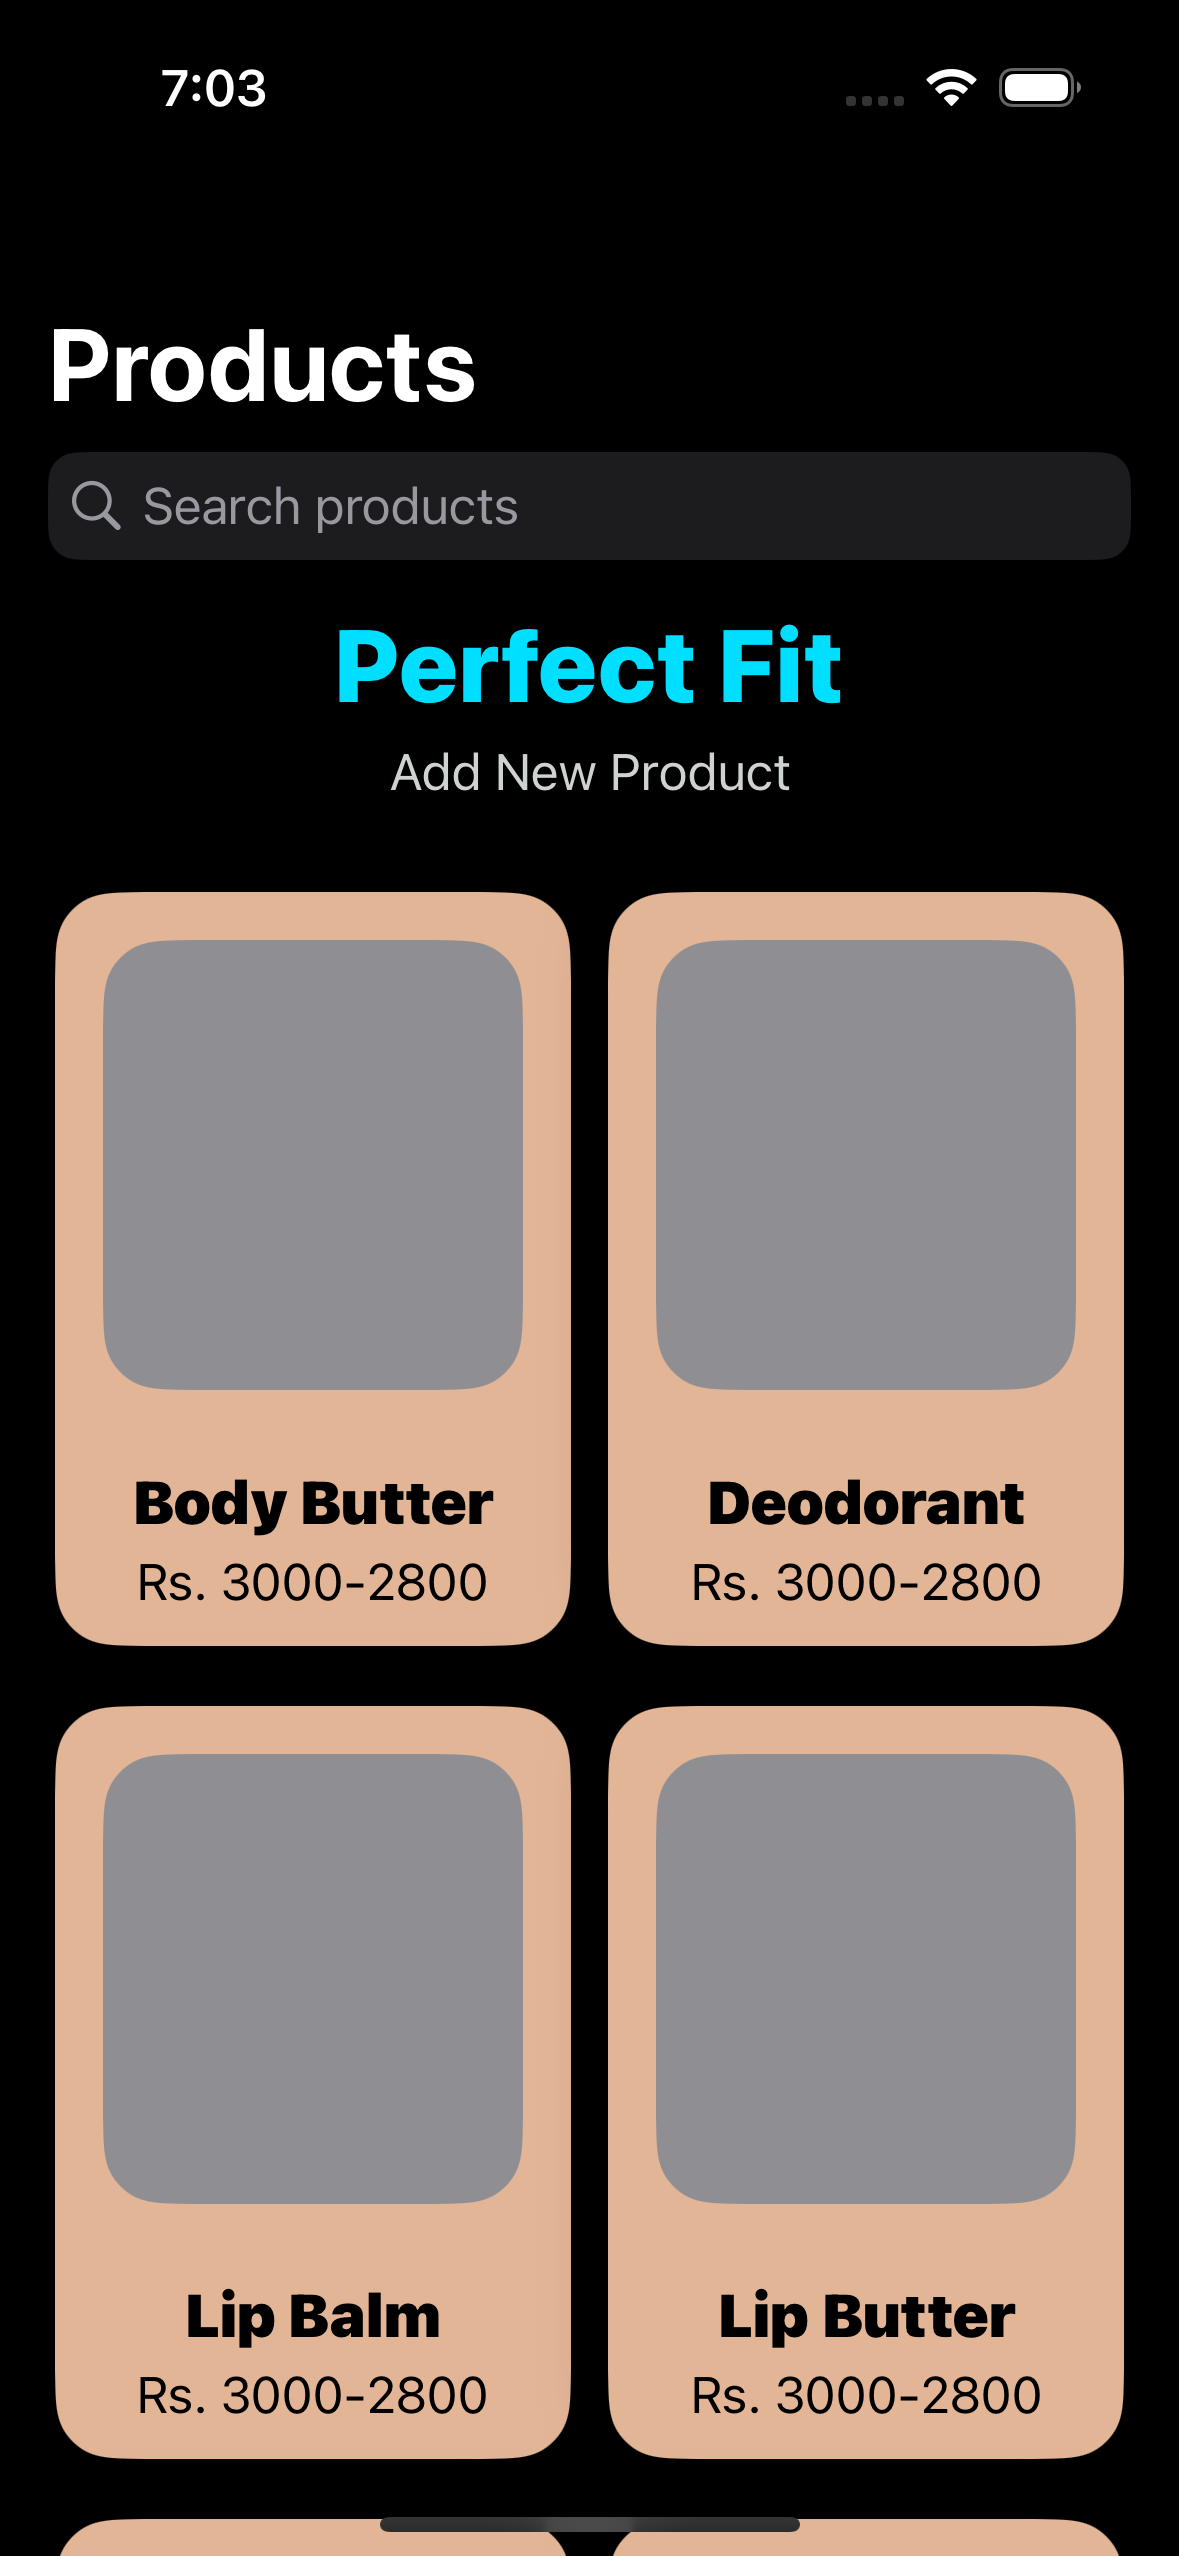 7:03
Products
Search products
Perfect Fit
Add New Product
Body Butter
Rs. 3000-2800
Deodorant
Rs. 3000-2800
Lip Balm
Rs. 3000-2800
Lip Butter
Rs. 3000-2800